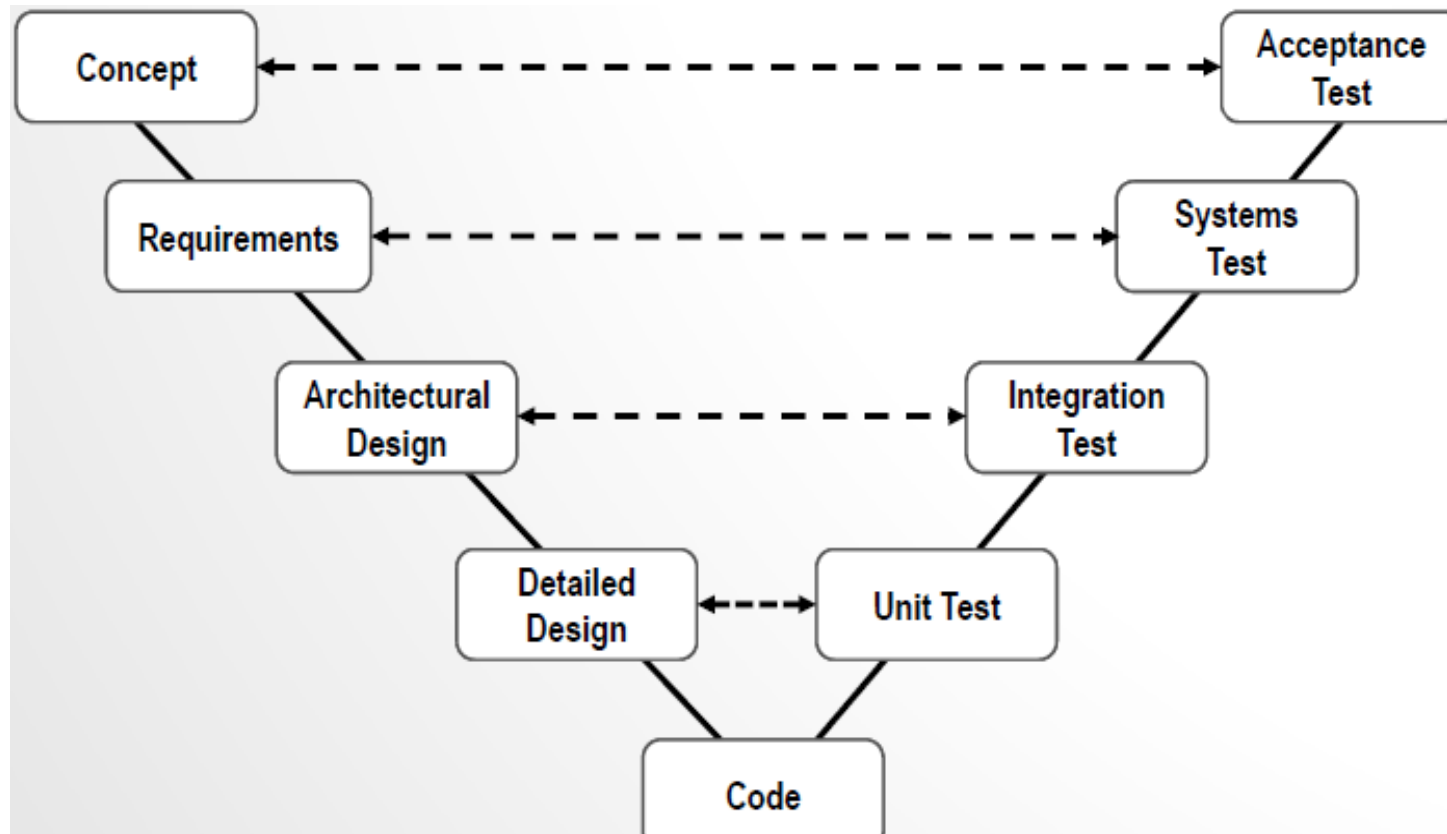 Concept
Acceptance
Test
Requirements
Systems
Test
Architectural
Design
Integration
Test
Detailed
Design
Unit Test
Code